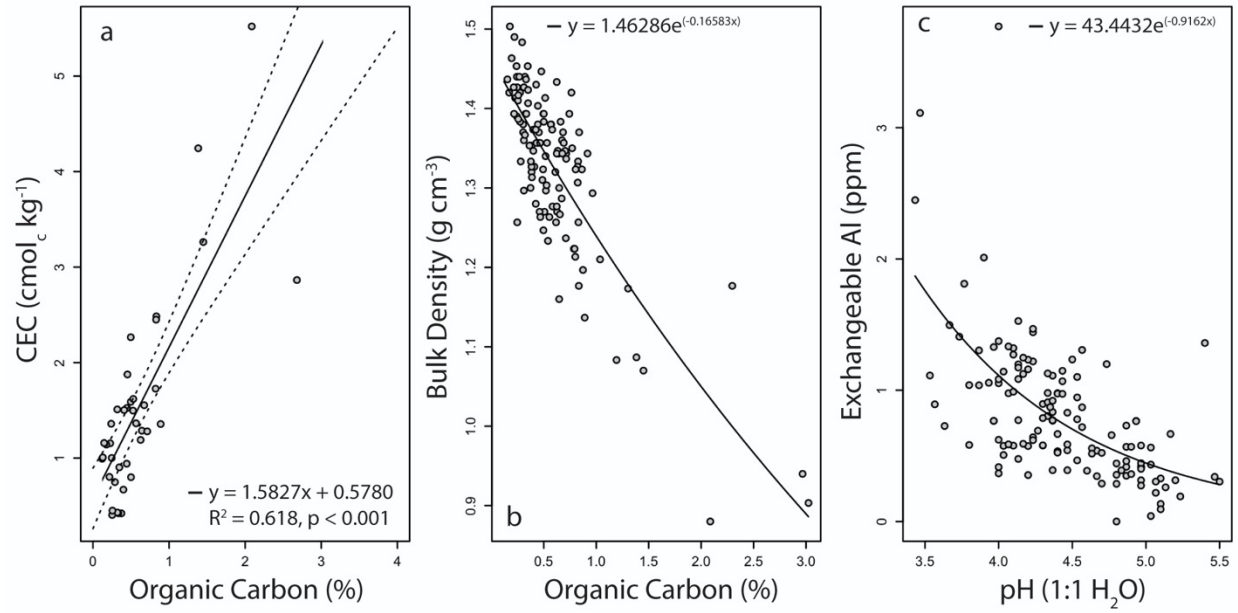 a
CEC (cmolc kg-1)
5
4
3
2
1
0
1
2
3
4
Organic Carbon (%)
y = 1.5827x + 0.5780
R2 = 0.618, p < 0.001
b
Bulk Density (g cm-3)
1.5
1.4
1.3
1.2
1.1
1.0
0.9
0.5
1.0
1.5
2.0
2.5
3.0
Organic Carbon (%)
y = 1.46286e(-0.16583x)
c
Exchangeable Al (ppm)
3
2
1
0
3.5
4.0
4.5
5.0
5.5
pH (1:1 H2O)
y = 43.4432e(-0.9162x)